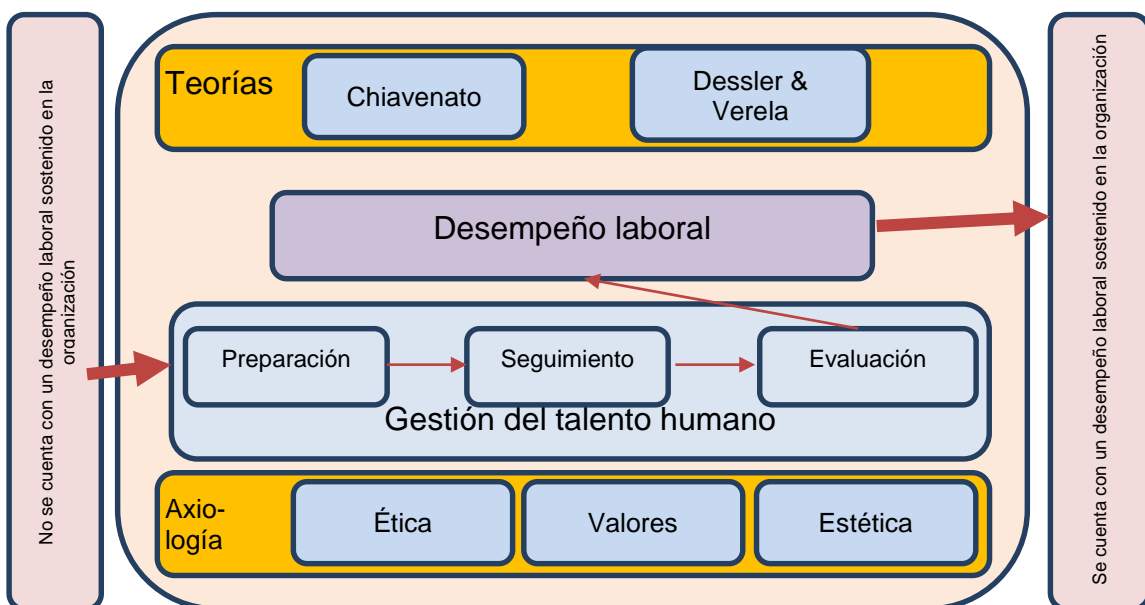 No se cuenta con un desempeño laboral sostenido en la
organización
Teorías
Chiavenato
Dessler &
Verela
Desempeño laboral
Preparación
Seguimiento
Evaluación
Gestión del talento humano
Axio-
logía
Ética
Valores
Estética
Se cuenta con un desempeño laboral sostenido en la organización